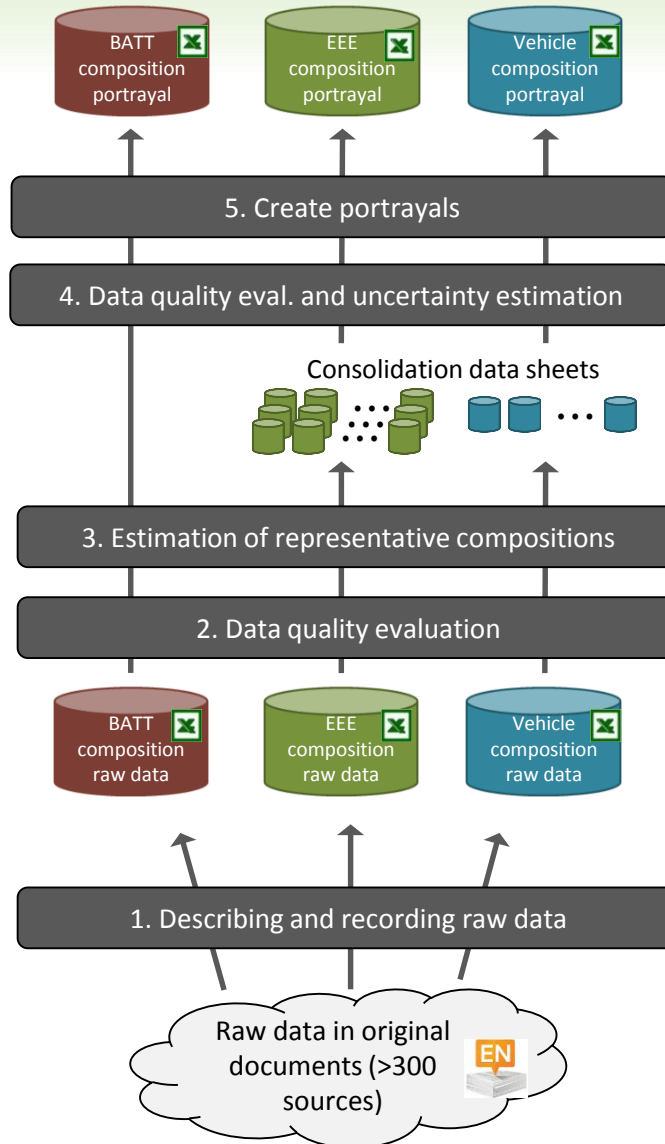 BATT
composition
portrayal
EEE
composition
portrayal
Vehicle
composition
portrayal
5. Create portrayals
4. Data quality eval. and uncertainty estimation
Consolidation data sheets
3. Estimation of representative compositions
2. Data quality evaluation
BATT
composition
raw data
EEE
composition
raw data
Vehicle
composition
raw data
1. Describing and recording raw data
Raw data in original
documents (>300
sources)
EN